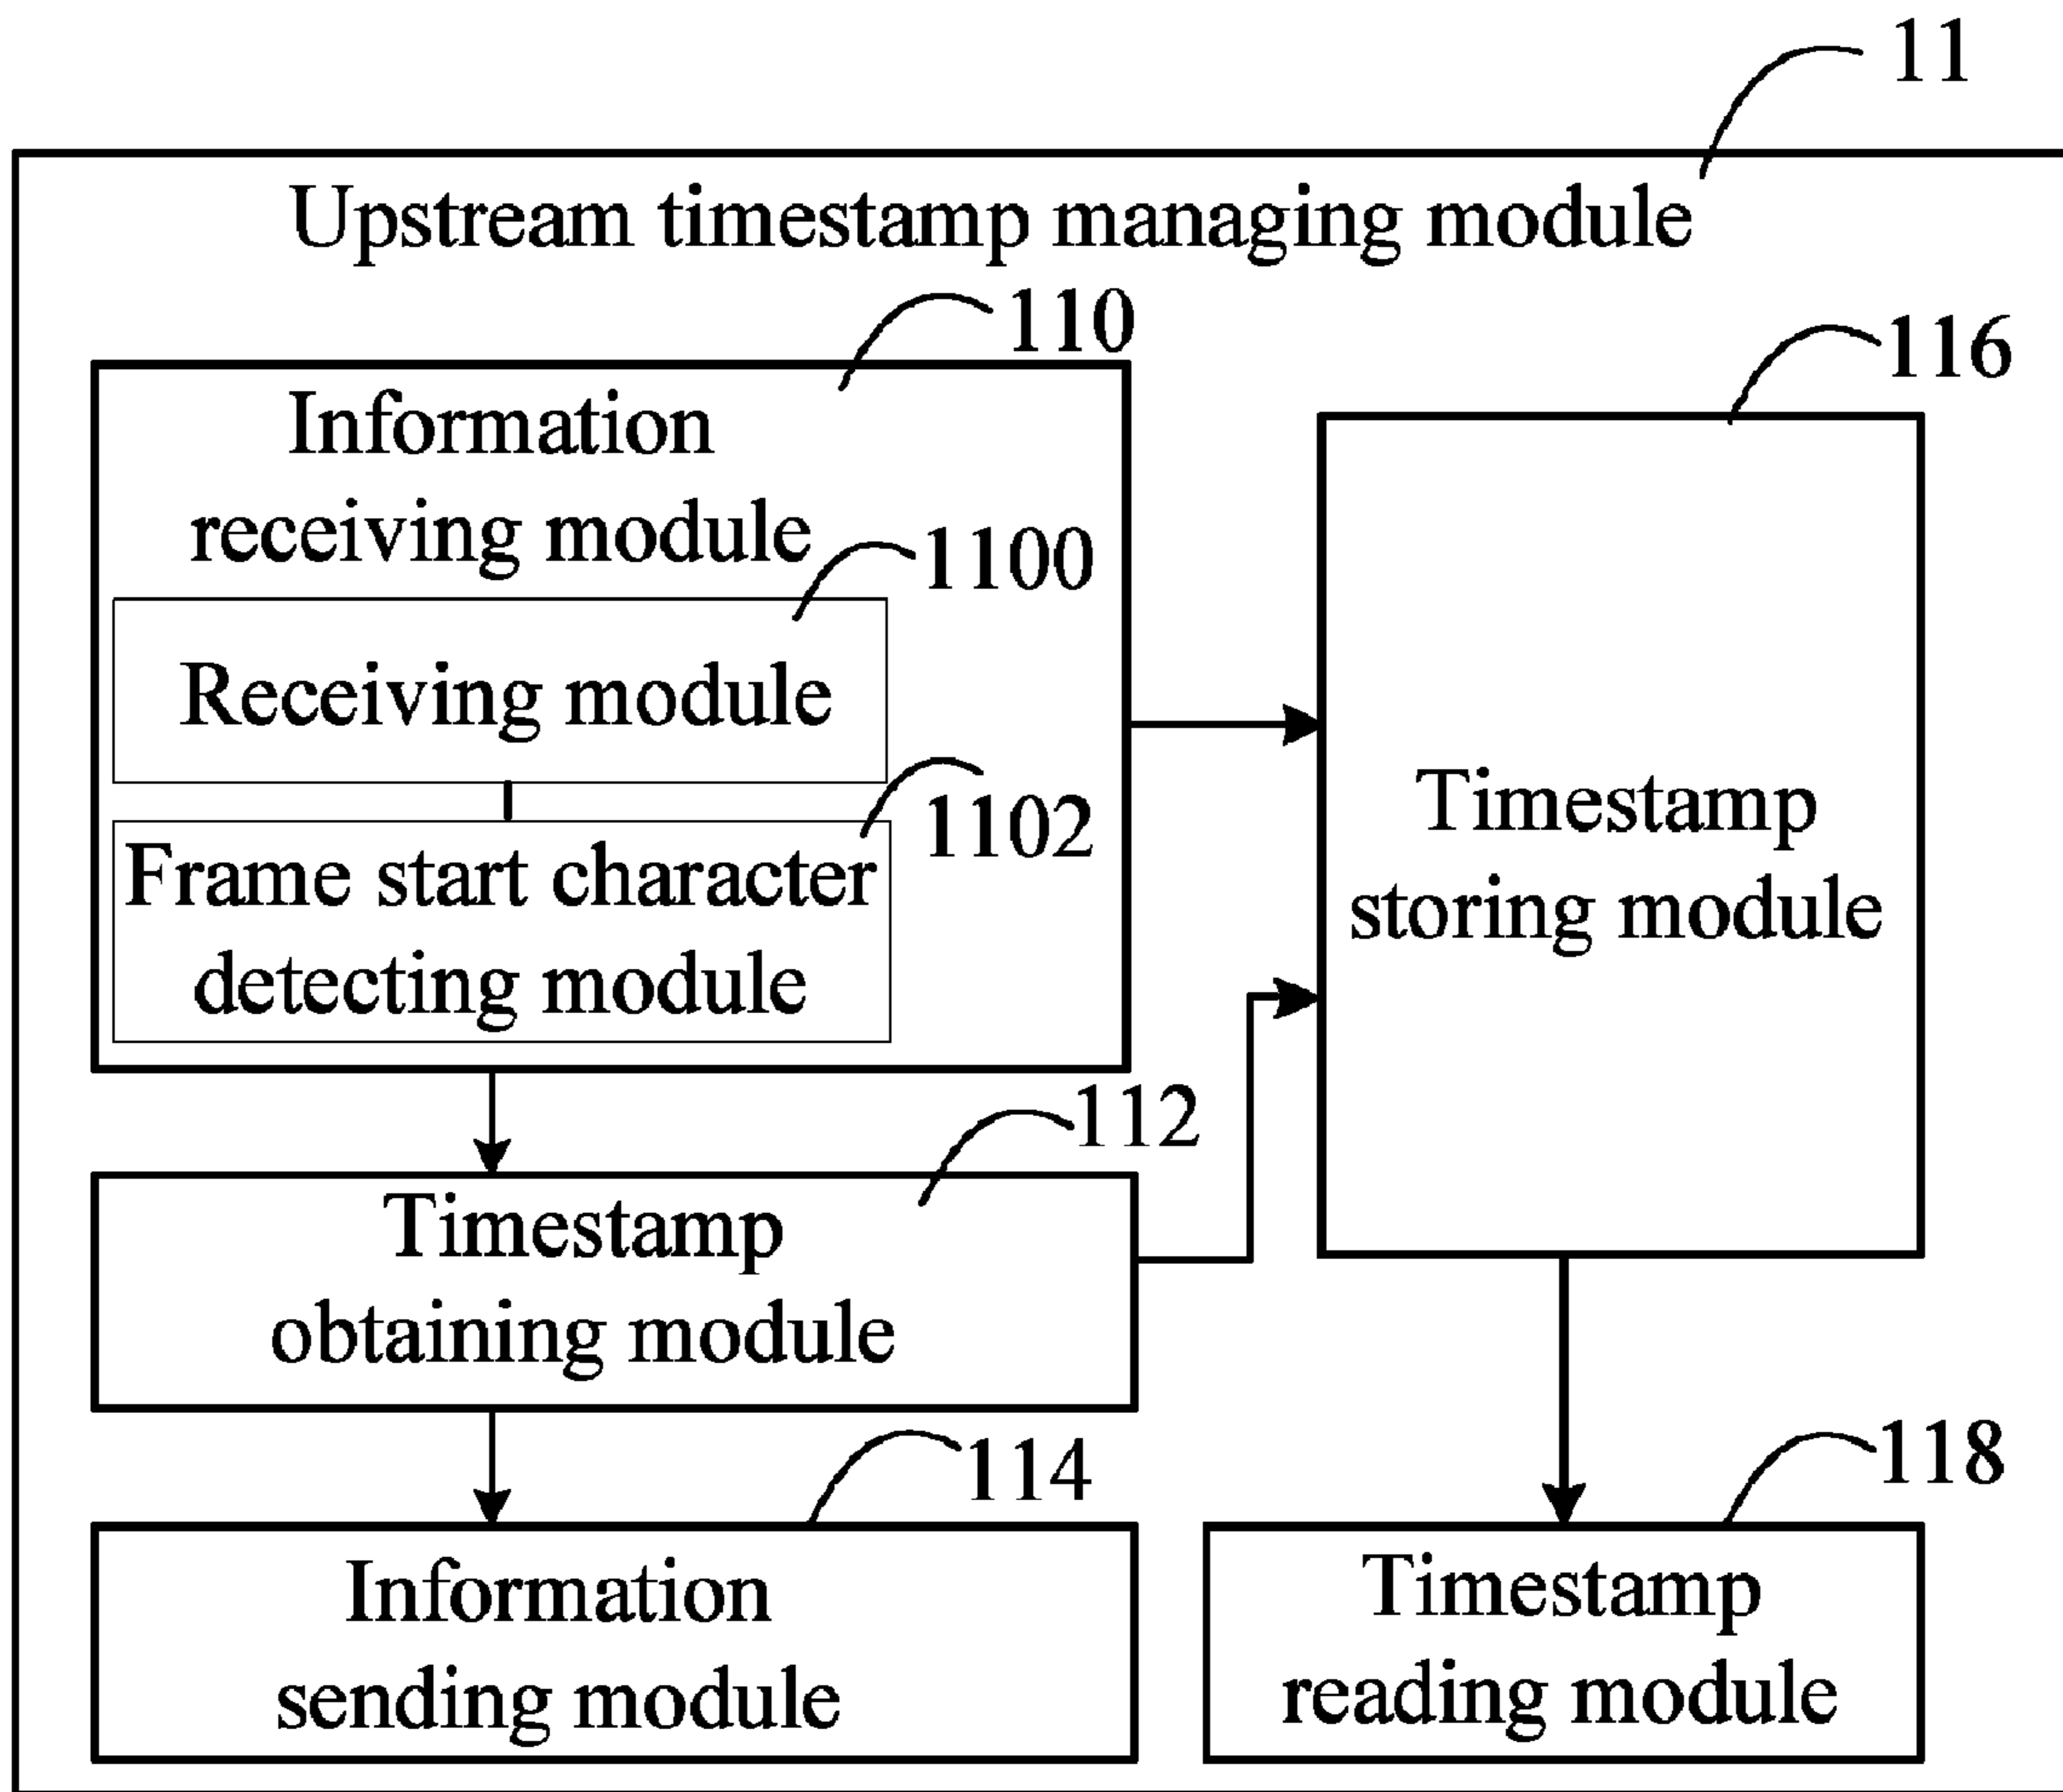 11
Upstream timestamp managing module
110
Information
receiving module
1100
Receiving module
1102
Frame start character
detecting module
116
Timestamp
storing module
112
Timestamp
obtaining module
114
Information
sending module
118
Timestamp
reading module